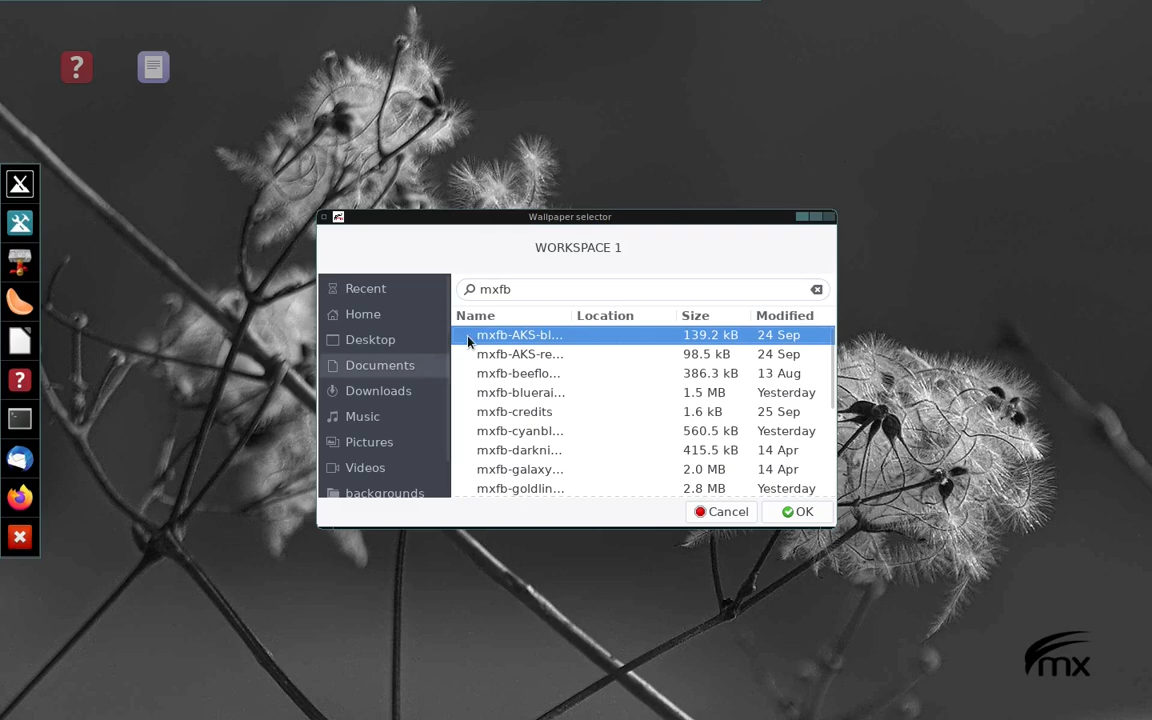 ?
Wallpaper selector
WORKSPACE 1
Recent
Home
Desktop
Documents
Downloads
Music
Pictures
Videos
backgrounds
mxfb
Name Location Size Modified
mxfb-AKS-bl... 139.2 kB 24 Sep
mxfb-AKS-re... 98.5 kB 24 Sep
mxfb-beeflo... 386.3 kB 13 Aug
mxfb-bluerai... 1.5 MB Yesterday
mxfb-credits 1.6 kB 25 Sep
mxfb-cyanbl... 560.5 kB Yesterday
mxfb-darkni... 415.5 kB 14 Apr
mxfb-galaxy... 2.0 MB 14 Apr
mxfb-goldlin... 2.8 MB Yesterday
Cancel OK
?
mx